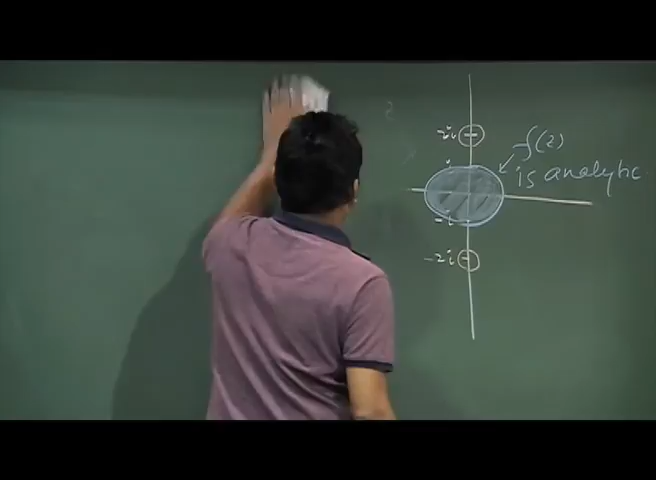 2i
f(z)
i
is analytic
-i
-2i